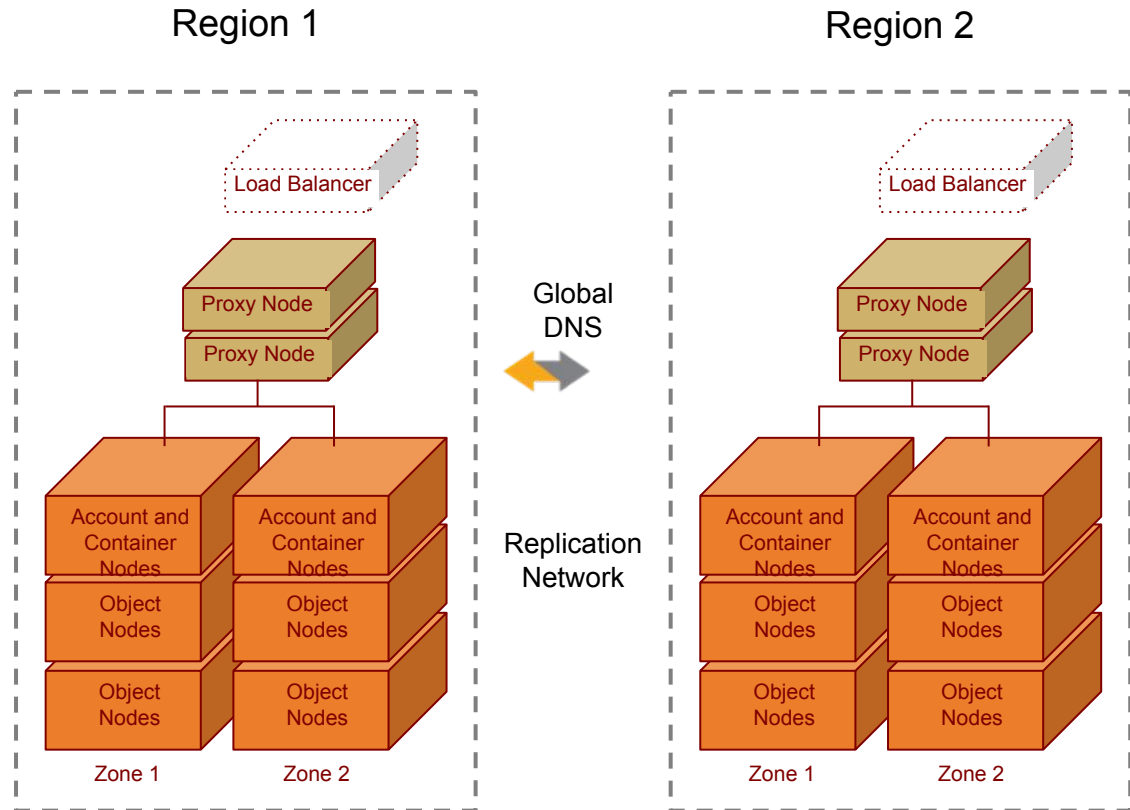 Region 1
Region 2
Load Balancer
Load Balancer
Proxy Node
Proxy Node
Global
DNS
Proxy Node
Proxy Node
Account and
Container
Nodes
Account and
Container
Nodes
Replication
Network
Account and
Container
Nodes
Account and
Container
Nodes
Object
Nodes
Object
Nodes
Object
Nodes
Object
Nodes
Object
Nodes
Object
Nodes
Object
Nodes
Object
Nodes
Zone 1
Zone 2
Zone 1
Zone 2